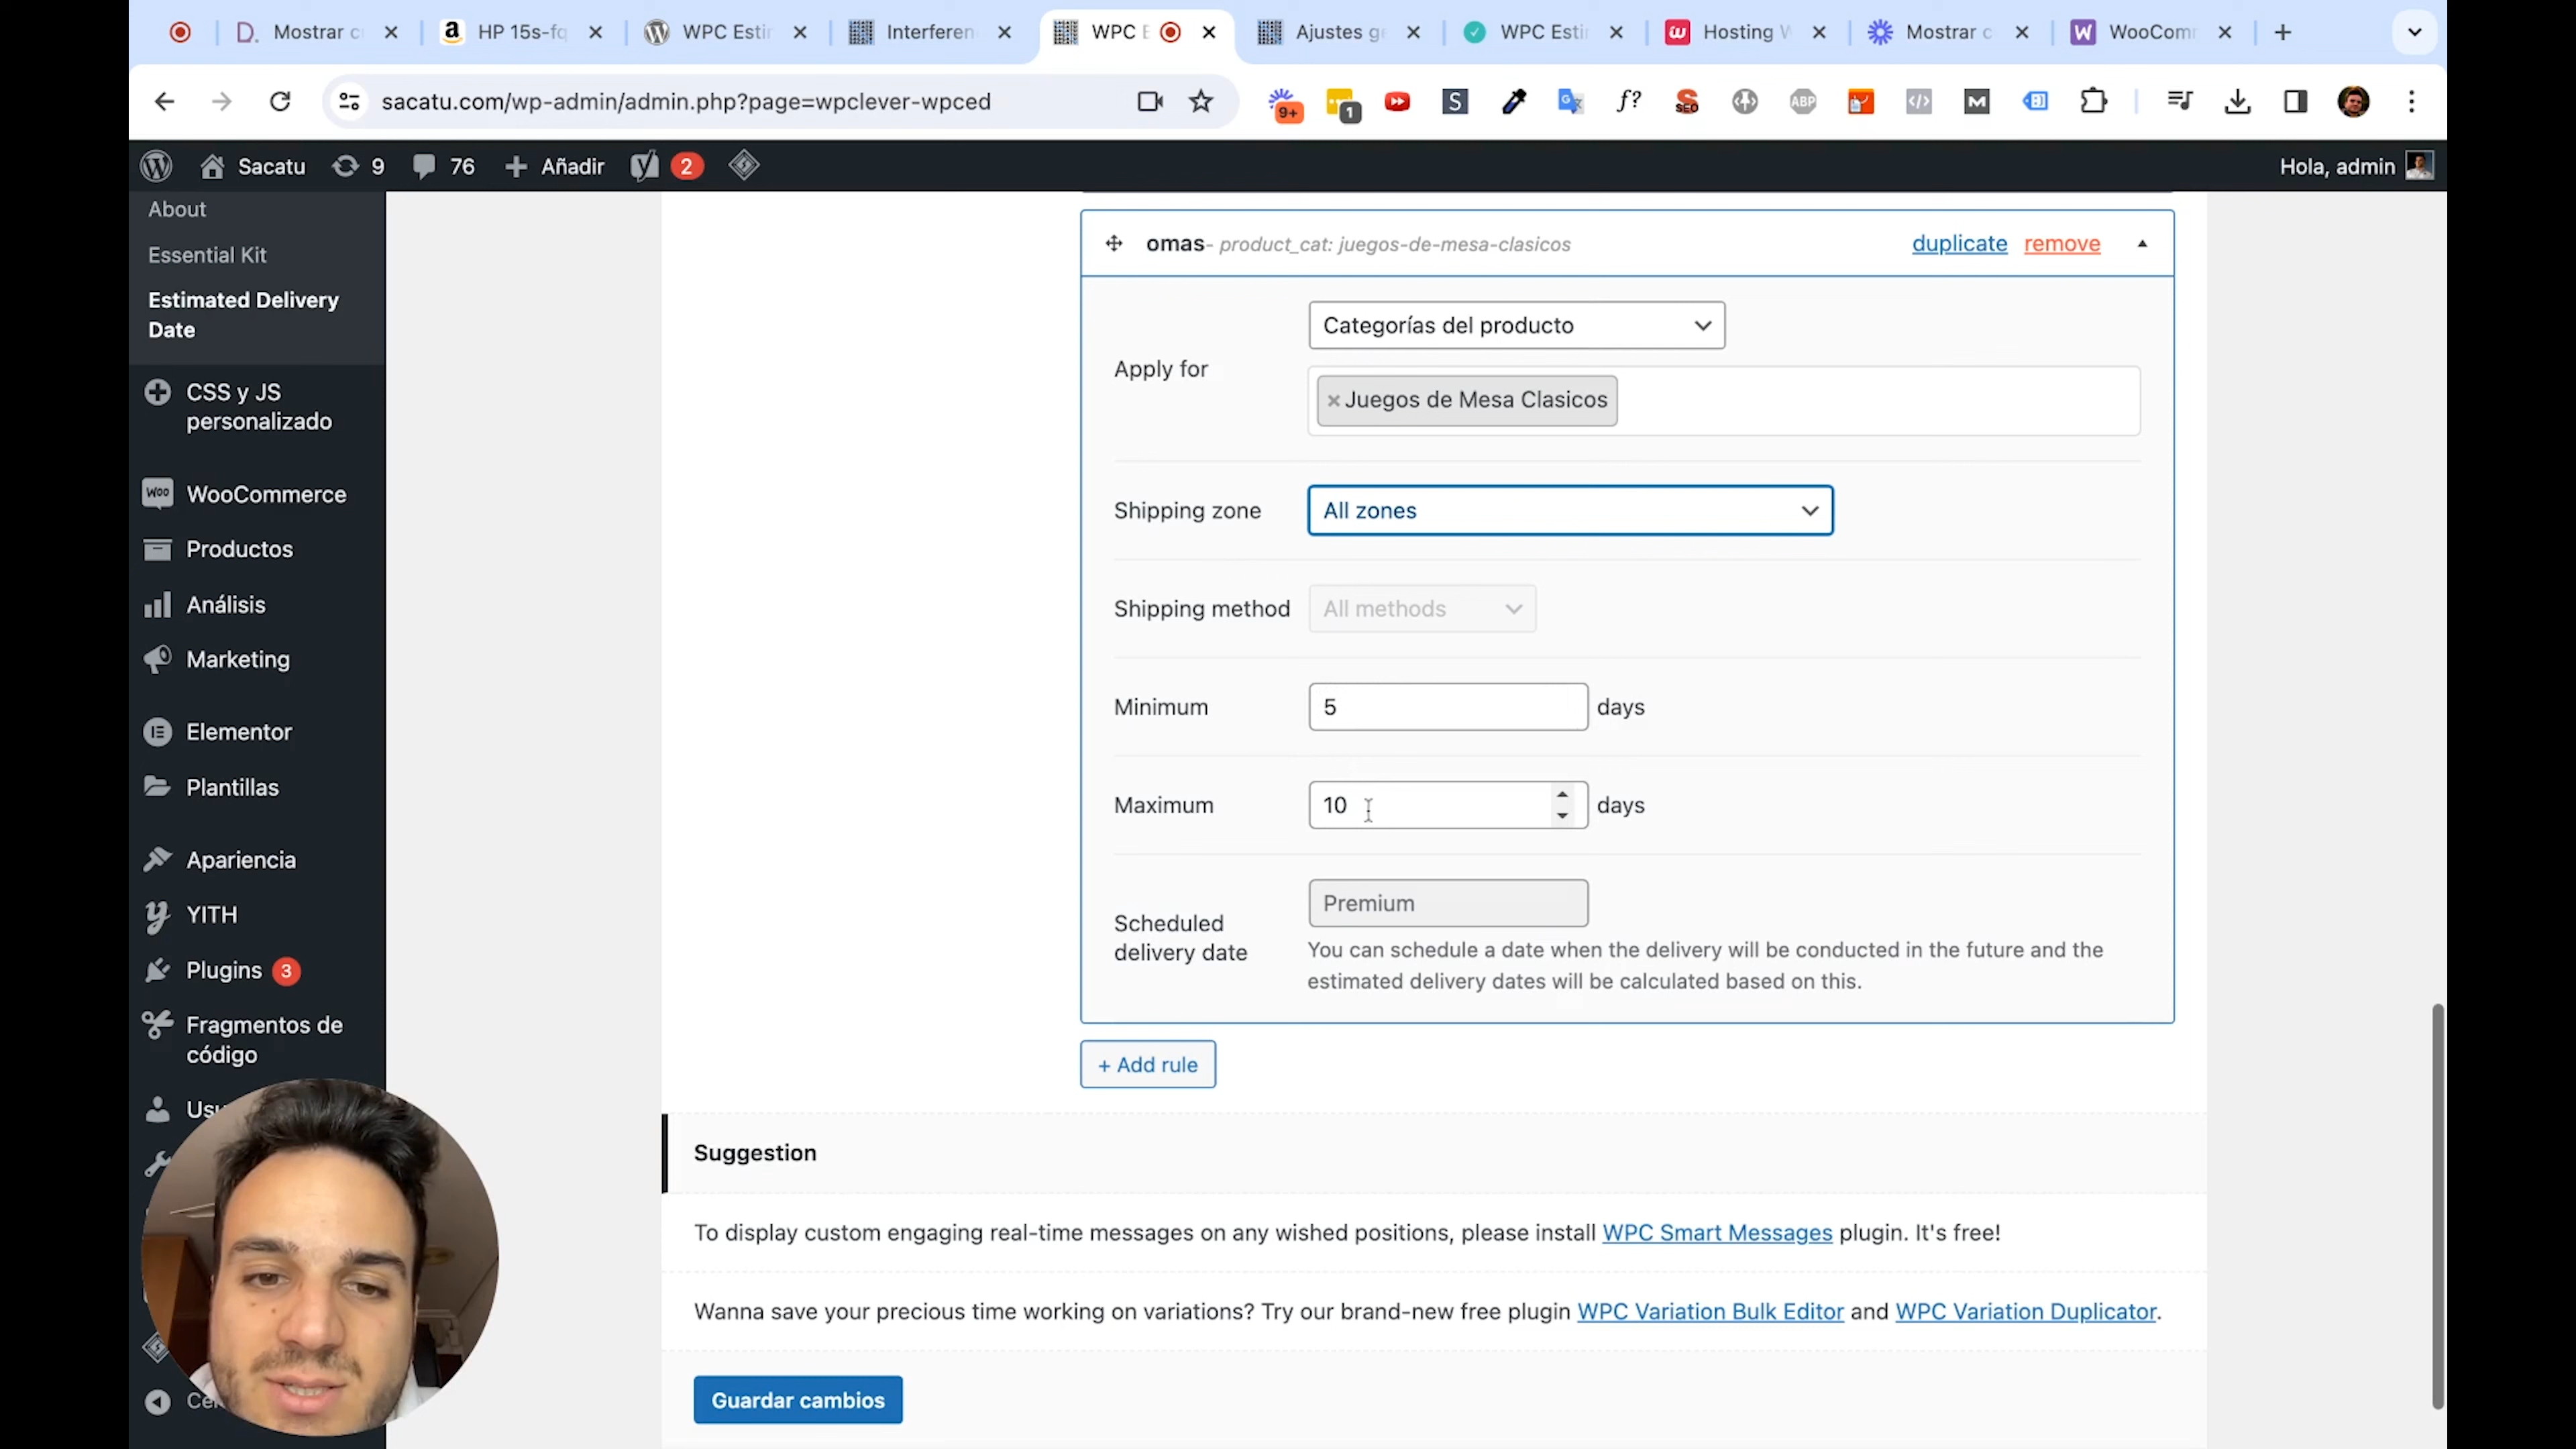 D. Mostrar c
HP 15s-fq
WPC Esti
Interferen
WPC E
Ajustes g
WPC Esti
Hosting W
Mostrar c
WooCom
sacatu.com/wp-admin/admin.php?page=wpclever-wpced
9+
1
S
f?
SEO
ABP
M
Sacatu
9
76
Añadir
2
Hola, admin
About
Essential Kit
Estimated Delivery
Date
CSS y JS
personalizado
WooCommerce
Productos
Análisis
Marketing
Elementor
Plantillas
Apariencia
YITH
Plugins 3
Fragmentos de
código
Usu
omas - product_cat: juegos-de-mesa-clasicos
duplicate remove
Apply for
Categorías del producto
× Juegos de Mesa Clasicos
Shipping zone
All zones
Shipping method
All methods
Minimum
5
days
Maximum
10
days
Scheduled
delivery date
Premium
You can schedule a date when the delivery will be conducted in the future and the
estimated delivery dates will be calculated based on this.
+ Add rule
Suggestion
To display custom engaging real-time messages on any wished positions, please install WPC Smart Messages plugin. It's free!
Wanna save your precious time working on variations? Try our brand-new free plugin WPC Variation Bulk Editor and WPC Variation Duplicator.
Guardar cambios